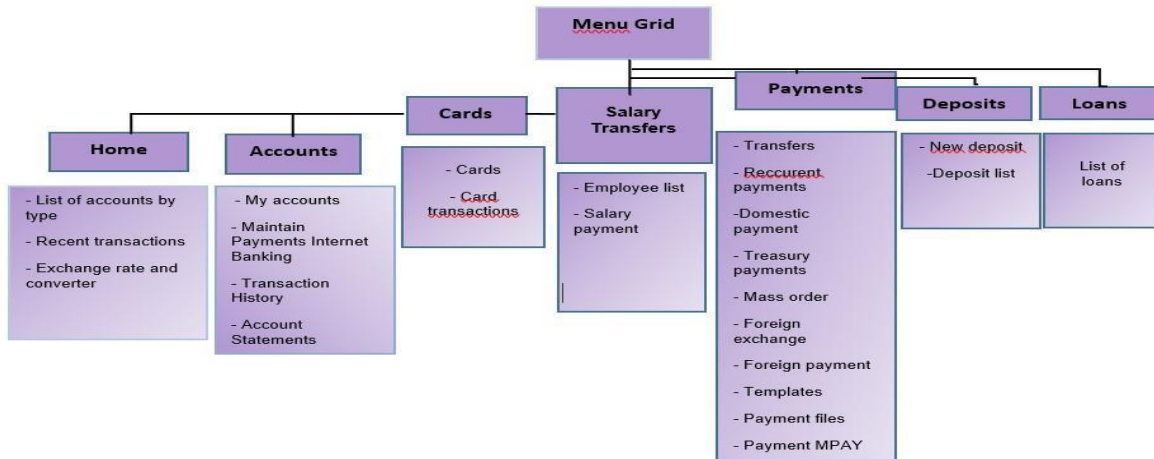 Menu Grid
Home
- List of accounts by
type
- Recent transactions
- Exchange rate and
converter
Accounts
- My accounts
- Maintain
Payments Internet
Banking
- Transaction
History
- Account
Statements
Cards
- Cards
- Card
transactions
Salary
Transfers
- Employee list
- Salary
payment
Payments
- Transfers
- Reccurent
payments
-Domestic
payment
- Treasury
payments
- Mass order
- Foreign
exchange
- Foreign payment
- Templates
- Payment files
- Payment MPAY
Deposits
- New deposit
-Deposit list
Loans
List of
loans